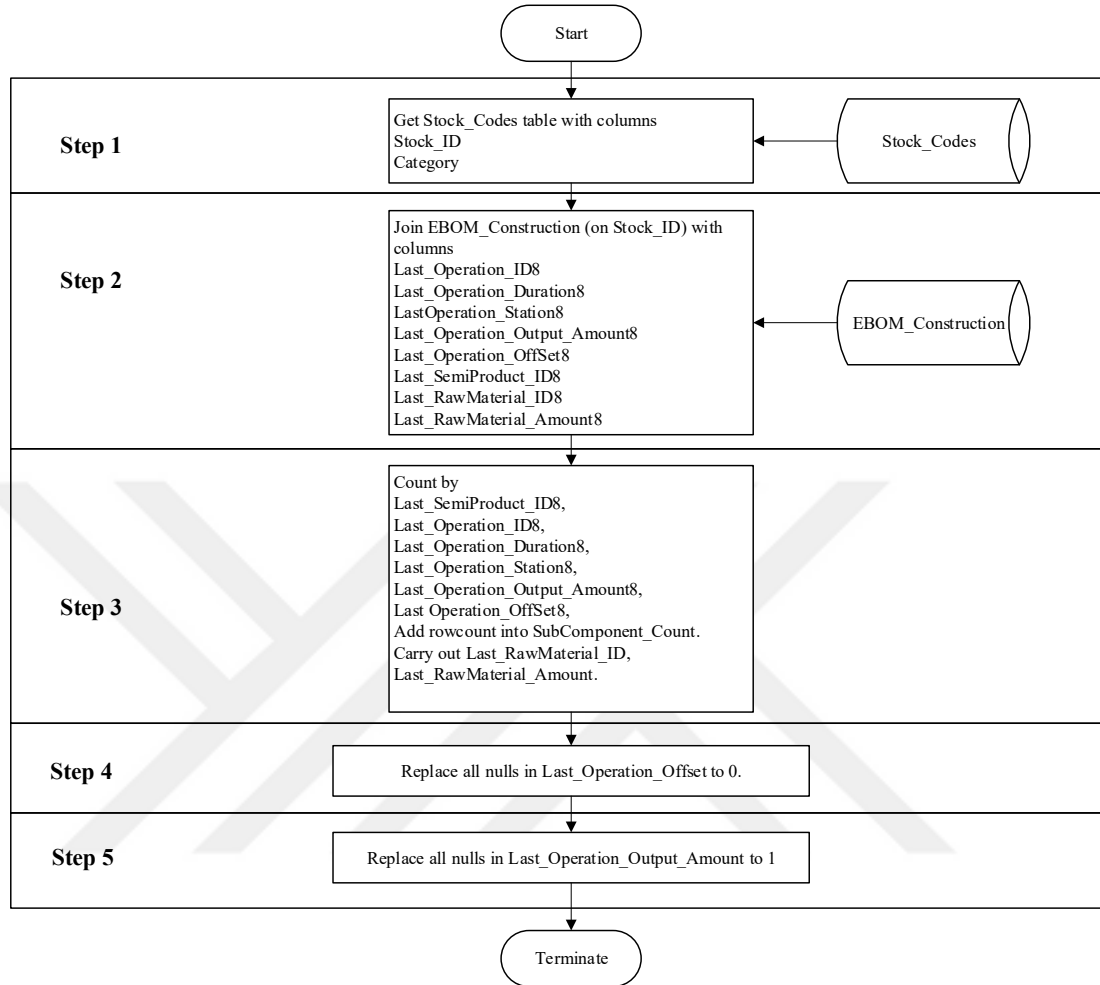 Start
Step 1
Get Stock_Codes table with columns
Stock_ID
Category
Stock_Codes
Step 2
Join EBOM_Construction (on Stock_ID) with
columns
Last_Operation_ID8
Last_Operation_Duration8
LastOperation_Station8
Last_Operation_Output_Amount8
Last_Operation_OffSet8
Last_SemiProduct_ID8
Last_RawMaterial_ID8
Last_RawMaterial_Amount8
EBOM_Construction
Step 3
Count by
Last_SemiProduct_ID8,
Last_Operation_ID8,
Last_Operation_Duration8,
Last_Operation_Station8,
Last_Operation_Output_Amount8,
Last Operation_OffSet8,
Add rowcount into SubComponent_Count.
Carry out Last_RawMaterial_ID,
Last_RawMaterial_Amount.
Step 4
Replace all nulls in Last_Operation_Offset to 0.
Step 5
Replace all nulls in Last_Operation_Output_Amount to 1
Terminate